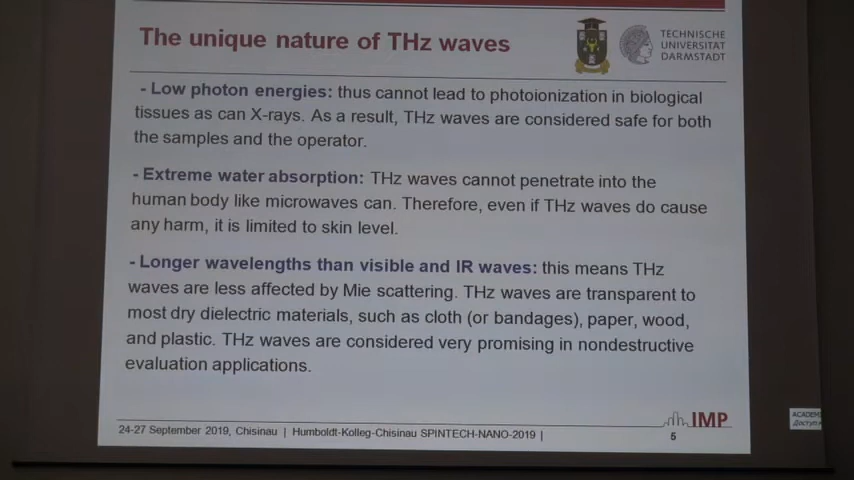 The unique nature of THz waves
TECHNISCHE
UNIVERSITÄT
DARMSTADT
- Low photon energies: thus cannot lead to photoionization in biological
tissues as can X-rays. As a result, THz waves are considered safe for both
the samples and the operator.
- Extreme water absorption: THz waves cannot penetrate into the
human body like microwaves can. Therefore, even if THz waves do cause
any harm, it is limited to skin level.
- Longer wavelengths than visible and IR waves: this means THz
waves are less affected by Mie scattering. THz waves are transparent to
most dry dielectric materials, such as cloth (or bandages), paper, wood,
and plastic. THz waves are considered very promising in nondestructive
evaluation applications.
24-27 September 2019, Chisinau | Humboldt-Kolleg-Chisinau SPINTECH-NANO-2019 |
IMP
5